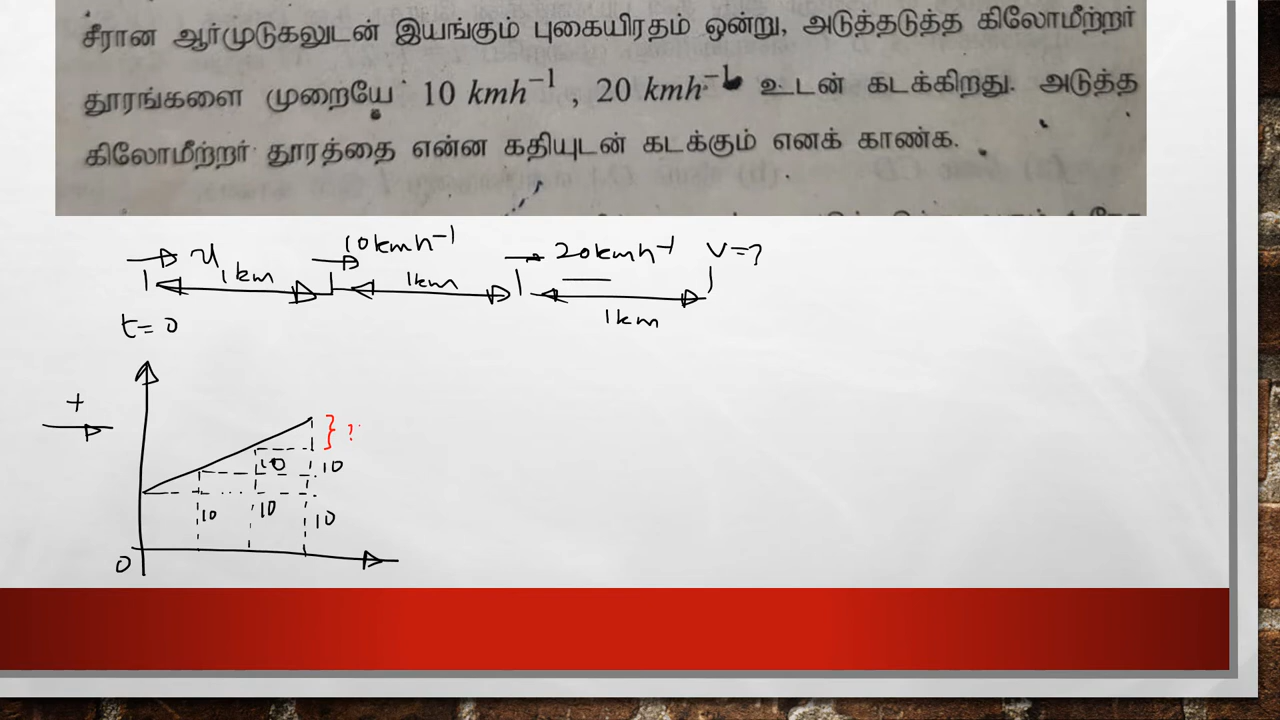 சீரான ஆர்முடுகலுடன் இயங்கும் புகையிரதம் ஒன்று, அடுத்தடுத்த கிலோமீற்றர்
தூரங்களை முறையே 10 kmh⁻¹ , 20 kmh⁻¹ உடன் கடக்கிறது. அடுத்த
கிலோமீற்றர் தூரத்தை என்ன கதியுடன் கடக்கும் எனக் காண்க.
u 10kmh⁻¹ 20kmh⁻¹ v=?
1km 1km 1km
t=0
+
} ?
10 10
10 10 10
0